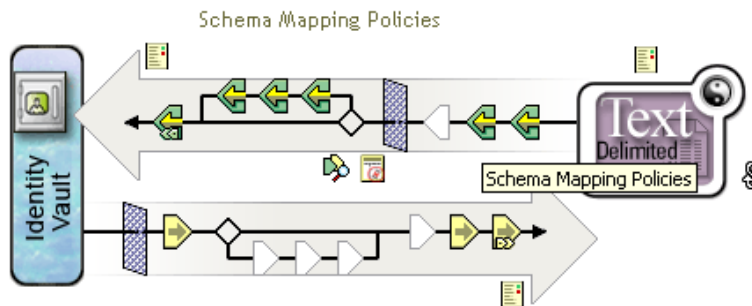 Schema Mapping Policies
Identity
Vault
Text
Delimited
Schema Mapping Policies